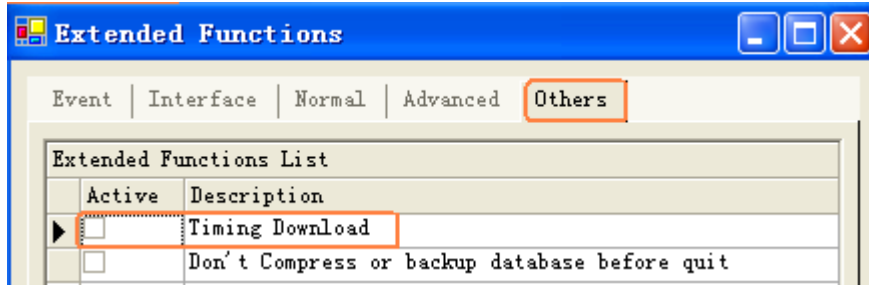 Extended Functions
Event Interface Normal Advanced Others
Extended Functions List
Active Description
Timing Download
Don't Compress or backup database before quit